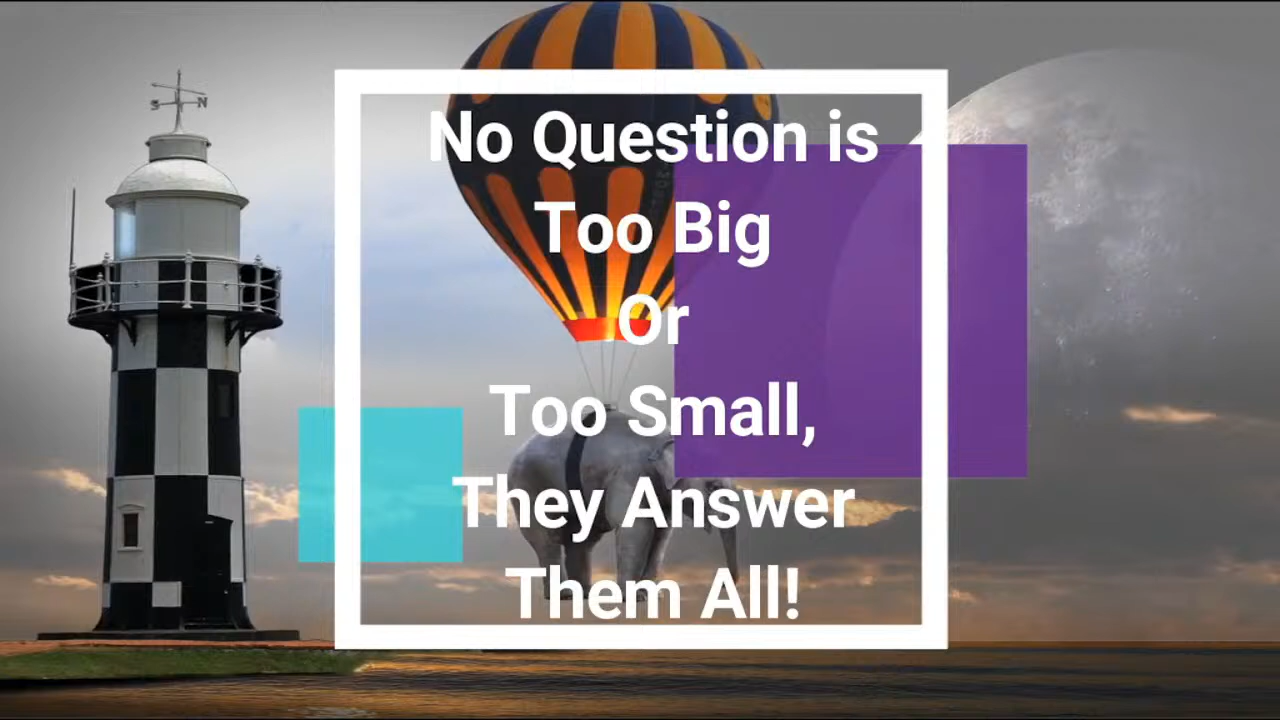 S N
No Question is
Too Big
Or
Too Small,
They Answer
Them All!